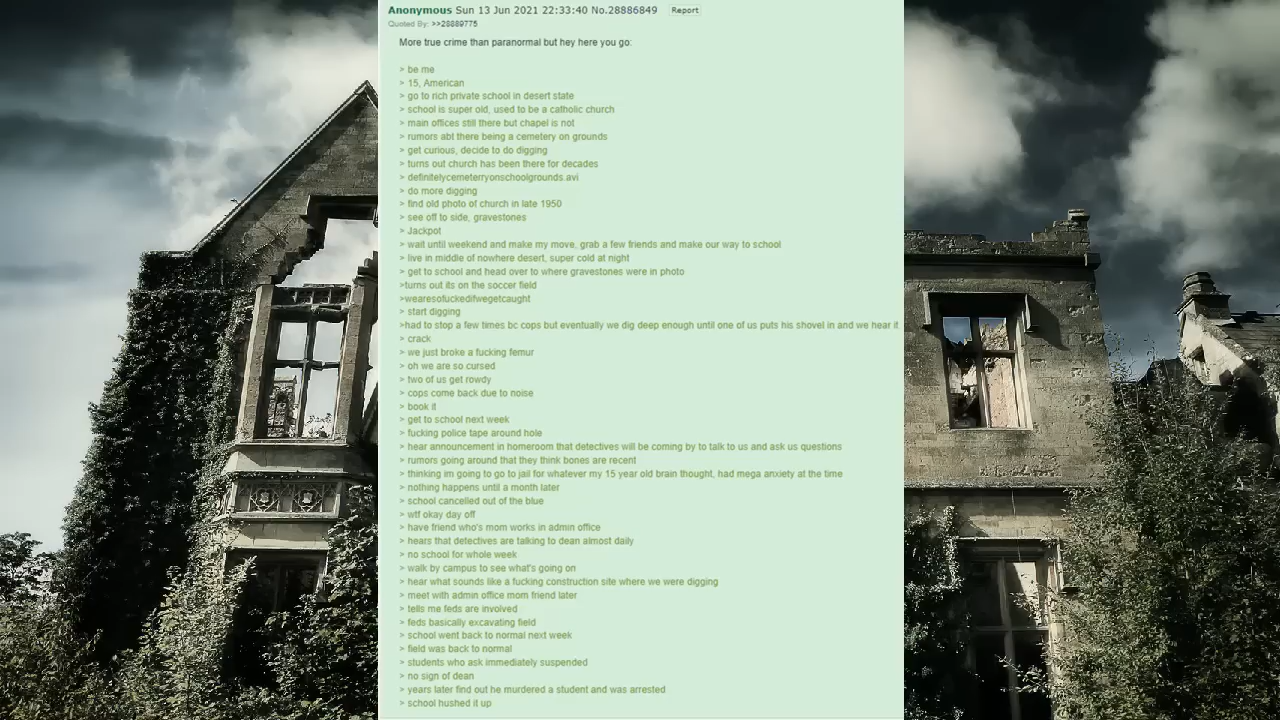 Anonymous Sun 13 Jun 2021 22:33:40 No.28886849 Report
Quoted By: >>28889775
More true crime than paranormal but hey here you go:
> be me
> 15, American
> go to rich private school in desert state
> school is super old, used to be a catholic church
> main offices still there but chapel is not
> rumors abt there being a cemetery on grounds
> get curious, decide to do digging
> turns out church has been there for decades
> definitelycemeterryonschoolgrounds.avi
> do more digging
> find old photo of church in late 1950
> see off to side, gravestones
> Jackpot
> wait until weekend and make my move, grab a few friends and make our way to school
> live in middle of nowhere desert, super cold at night
> get to school and head over to where gravestones were in photo
>turns out its on the soccer field
>wearesofuckedifwegetcaught
> start digging
>had to stop a few times bc cops but eventually we dig deep enough until one of us puts his shovel in and we hear it
> crack
> we just broke a fucking femur
> oh we are so cursed
> two of us get rowdy
> cops come back due to noise
> book it
> get to school next week
> fucking police tape around hole
> hear announcement in homeroom that detectives will be coming by to talk to us and ask us questions
> rumors going around that they think bones are recent
> thinking im going to go to jail for whatever my 15 year old brain thought, had mega anxiety at the time
> nothing happens until a month later
> school cancelled out of the blue
> wtf okay day off
> have friend who's mom works in admin office
> hears that detectives are talking to dean almost daily
> no school for whole week
> walk by campus to see what's going on
> hear what sounds like a fucking construction site where we were digging
> meet with admin office mom friend later
> tells me feds are involved
> feds basically excavating field
> school went back to normal next week
> field was back to normal
> students who ask immediately suspended
> no sign of dean
> years later find out he murdered a student and was arrested
> school hushed it up